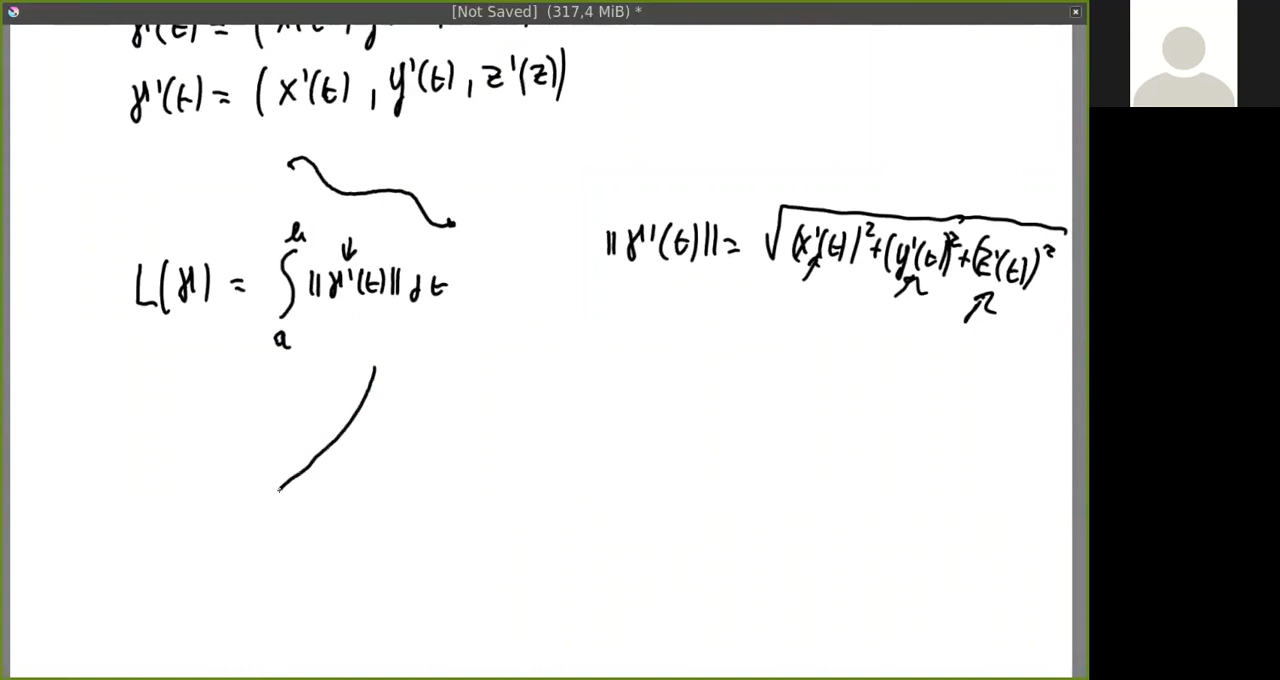 [Not Saved] (317,4 MiB) *
γ'(t) = (x'(t), y'(t), z'(z))
L(γ) = ∫ₐᵇ ||γ'(t)|| dt
||γ'(t)|| = √((x'(t))² + (y'(t))² + (z'(t))²